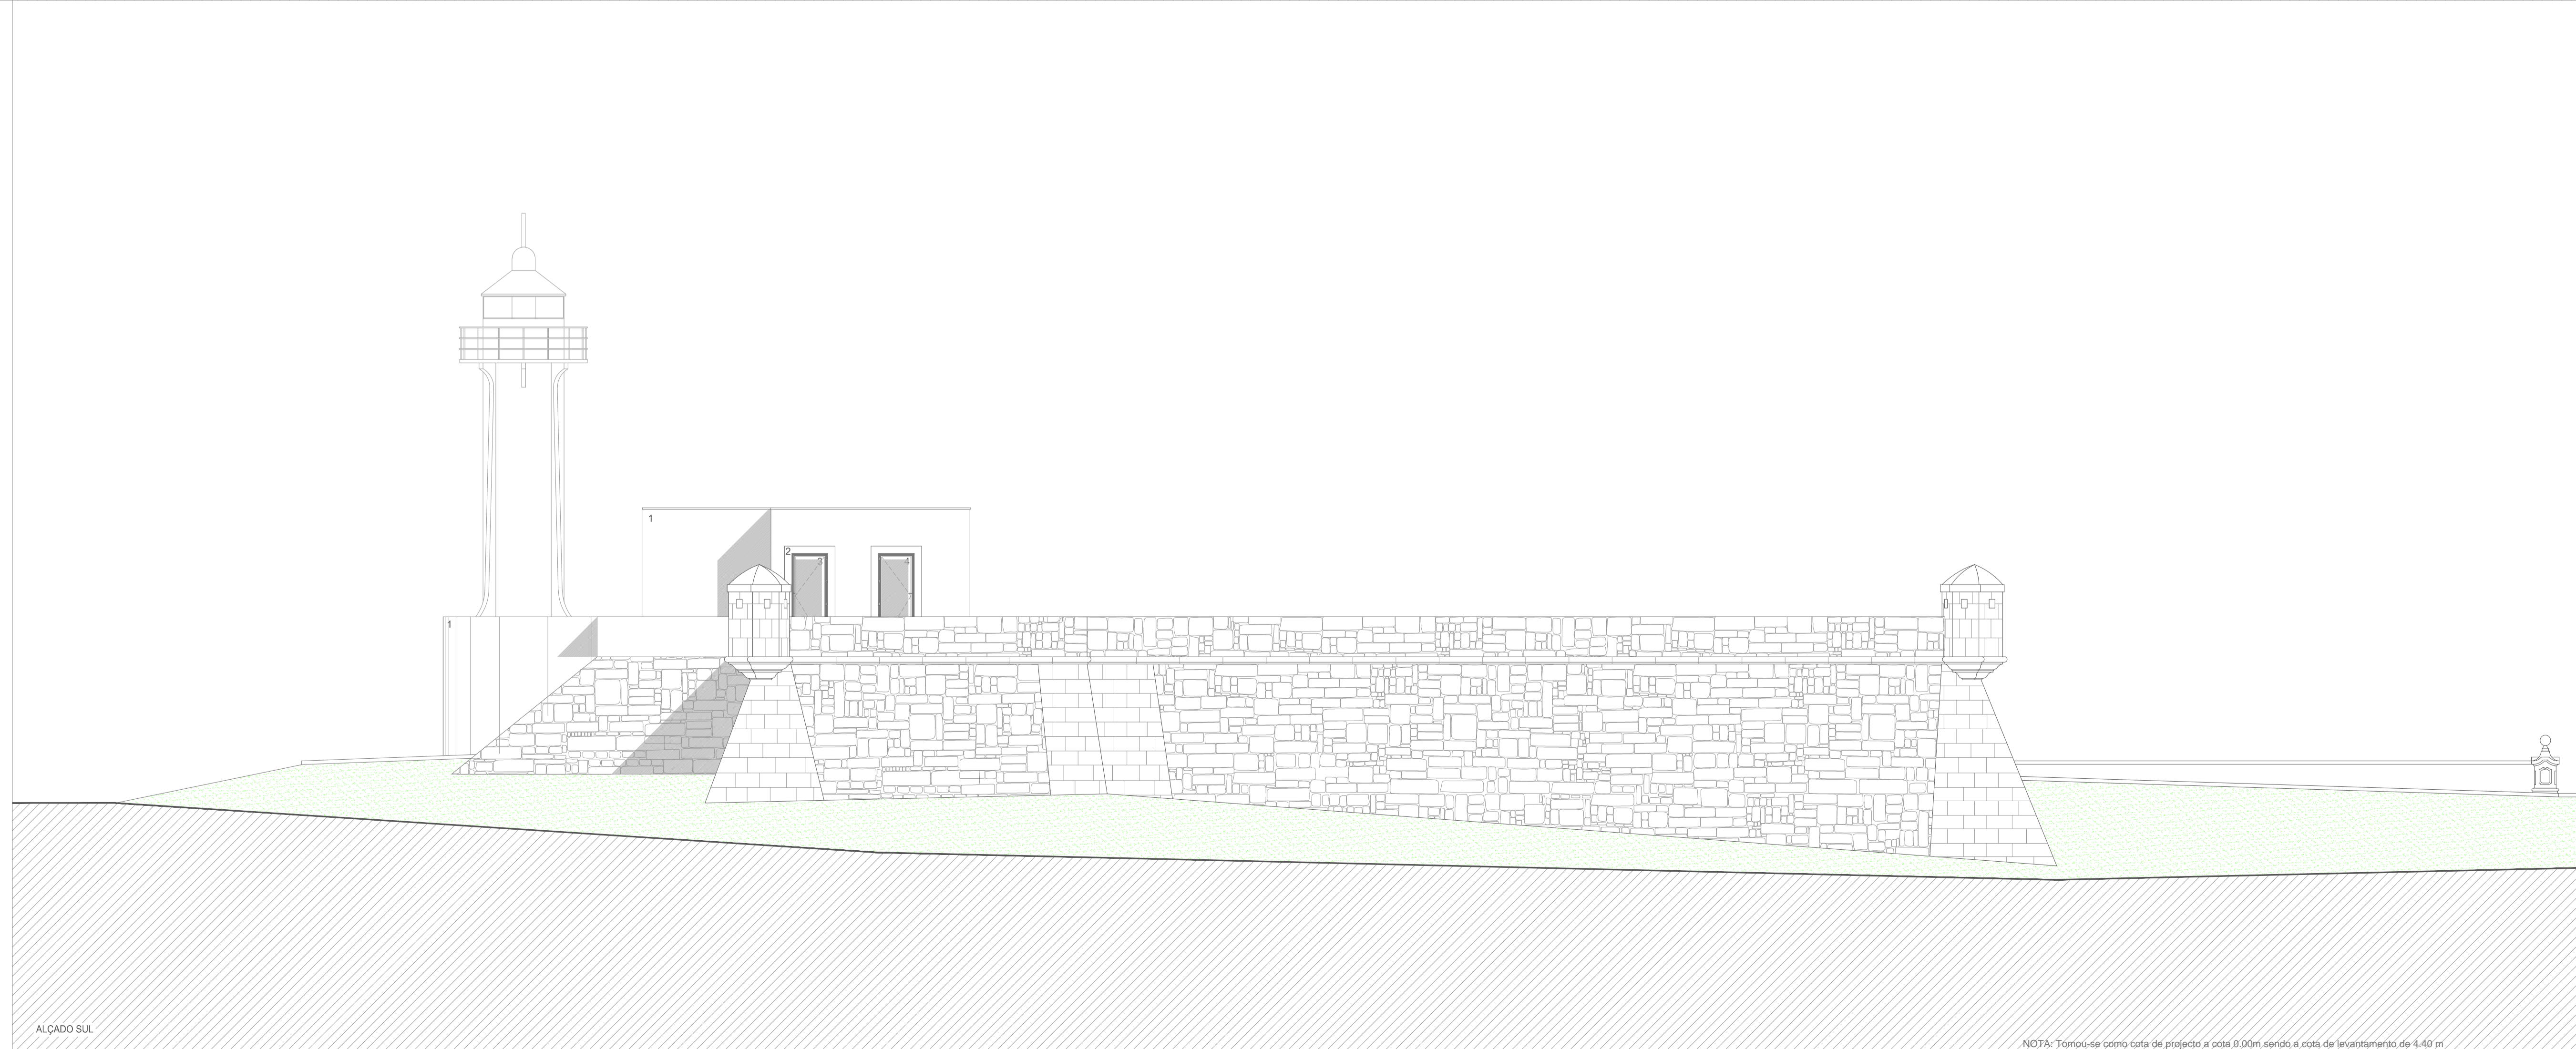 1
2
3
4
1
ALÇADO SUL
NOTA: Tomou-se como cota de projecto a cota 0.00m sendo a cota de levantamento de 4.40 m